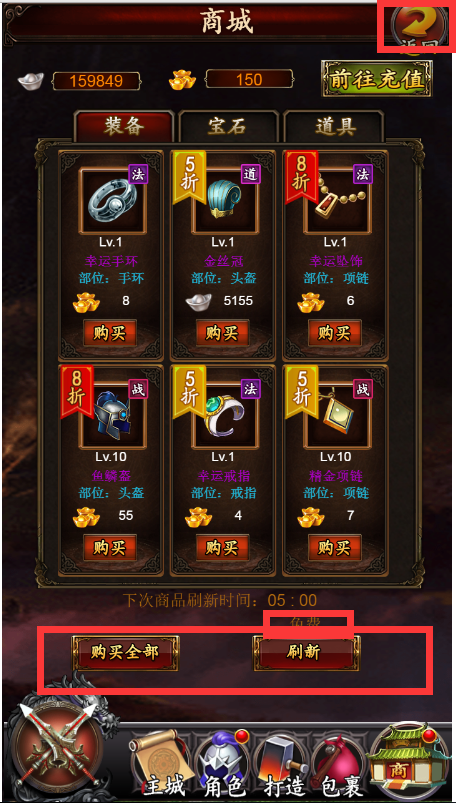 商城
返回
159849
150
前往充值
装备 宝石 道具
法
5折 道
8折 法
Lv.1 Lv.1 Lv.1
幸运手环 金丝冠 幸运坠饰
部位：手环 部位：头盔 部位：项链
8 5155 6
购买 购买 购买
8折 战
5折 法
5折 战
Lv.10 Lv.1 Lv.10
鱼鳞盔 幸运戒指 精金项链
部位：头盔 部位：戒指 部位：项链
55 4 7
购买 购买 购买
下次商品刷新时间：05：00
免费
购买全部 刷新
主城 角色 打造 包裹 商